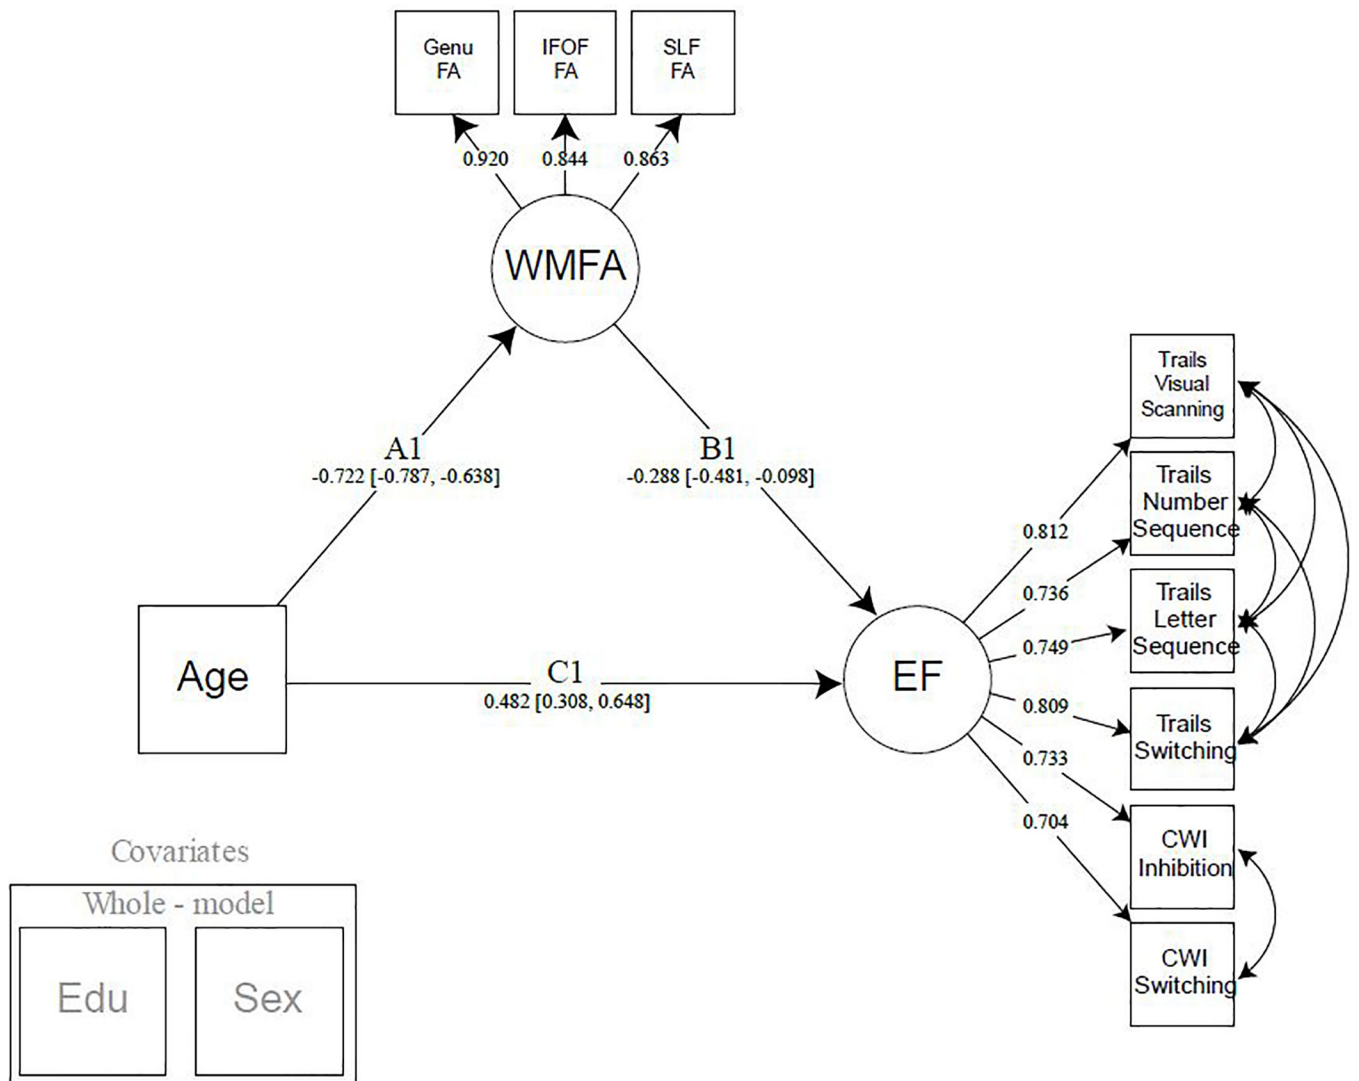 Genu
FA
IFOF
FA
SLF
FA
0.920
0.844
0.863
WMFA
A1
-0.722 [-0.787, -0.638]
B1
-0.288 [-0.481, -0.098]
Age
C1
0.482 [0.308, 0.648]
EF
0.812
0.736
0.749
0.809
0.733
0.704
Trails
Visual
Scanning
Trails
Number
Sequence
Trails
Letter
Sequence
Trails
Switching
CWI
Inhibition
CWI
Switching
Covariates
Whole - model
Edu
Sex